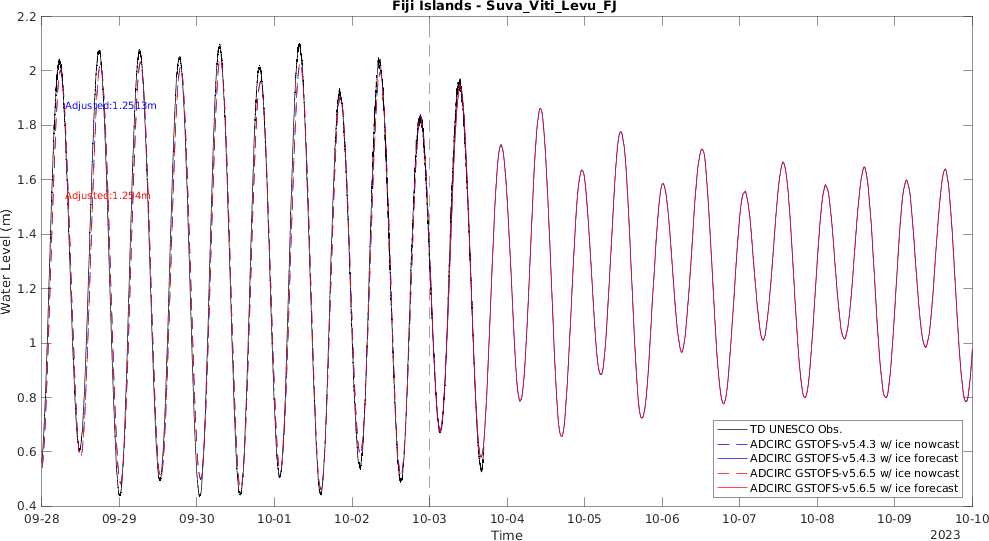 Fiji Islands - Suva_Viti_Levu_FJ
2.2
2
1.8
1.6
1.4
1.2
1
0.8
0.6
0.4
Water Level (m)
Adjusted:1.2513m
Adjusted:1.294m
TD UNESCO Obs.
ADCIRC GSTOFS-v5.4.3 w/ ice nowcast
ADCIRC GSTOFS-v5.4.3 w/ ice forecast
ADCIRC GSTOFS-v5.6.5 w/ ice nowcast
ADCIRC GSTOFS-v5.6.5 w/ ice forecast
09-28 09-29 09-30 10-01 10-02 10-03 10-04 10-05 10-06 10-07 10-08 10-09 10-10
Time
2023